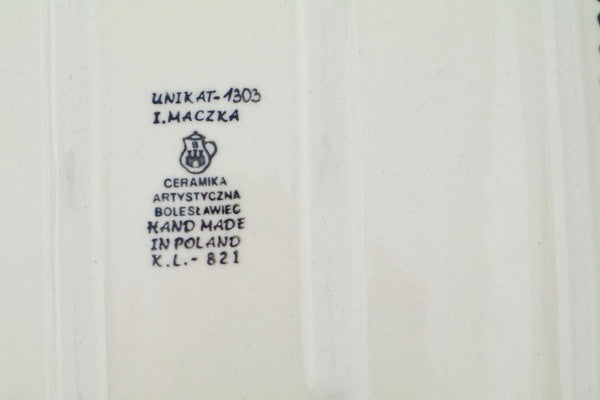 UNIKAT-1303
I.MACZKA
B
CERAMIKA
ARTYSTYCZNA
BOLESŁAWIEC
HAND MADE
IN POLAND
K.L.-821